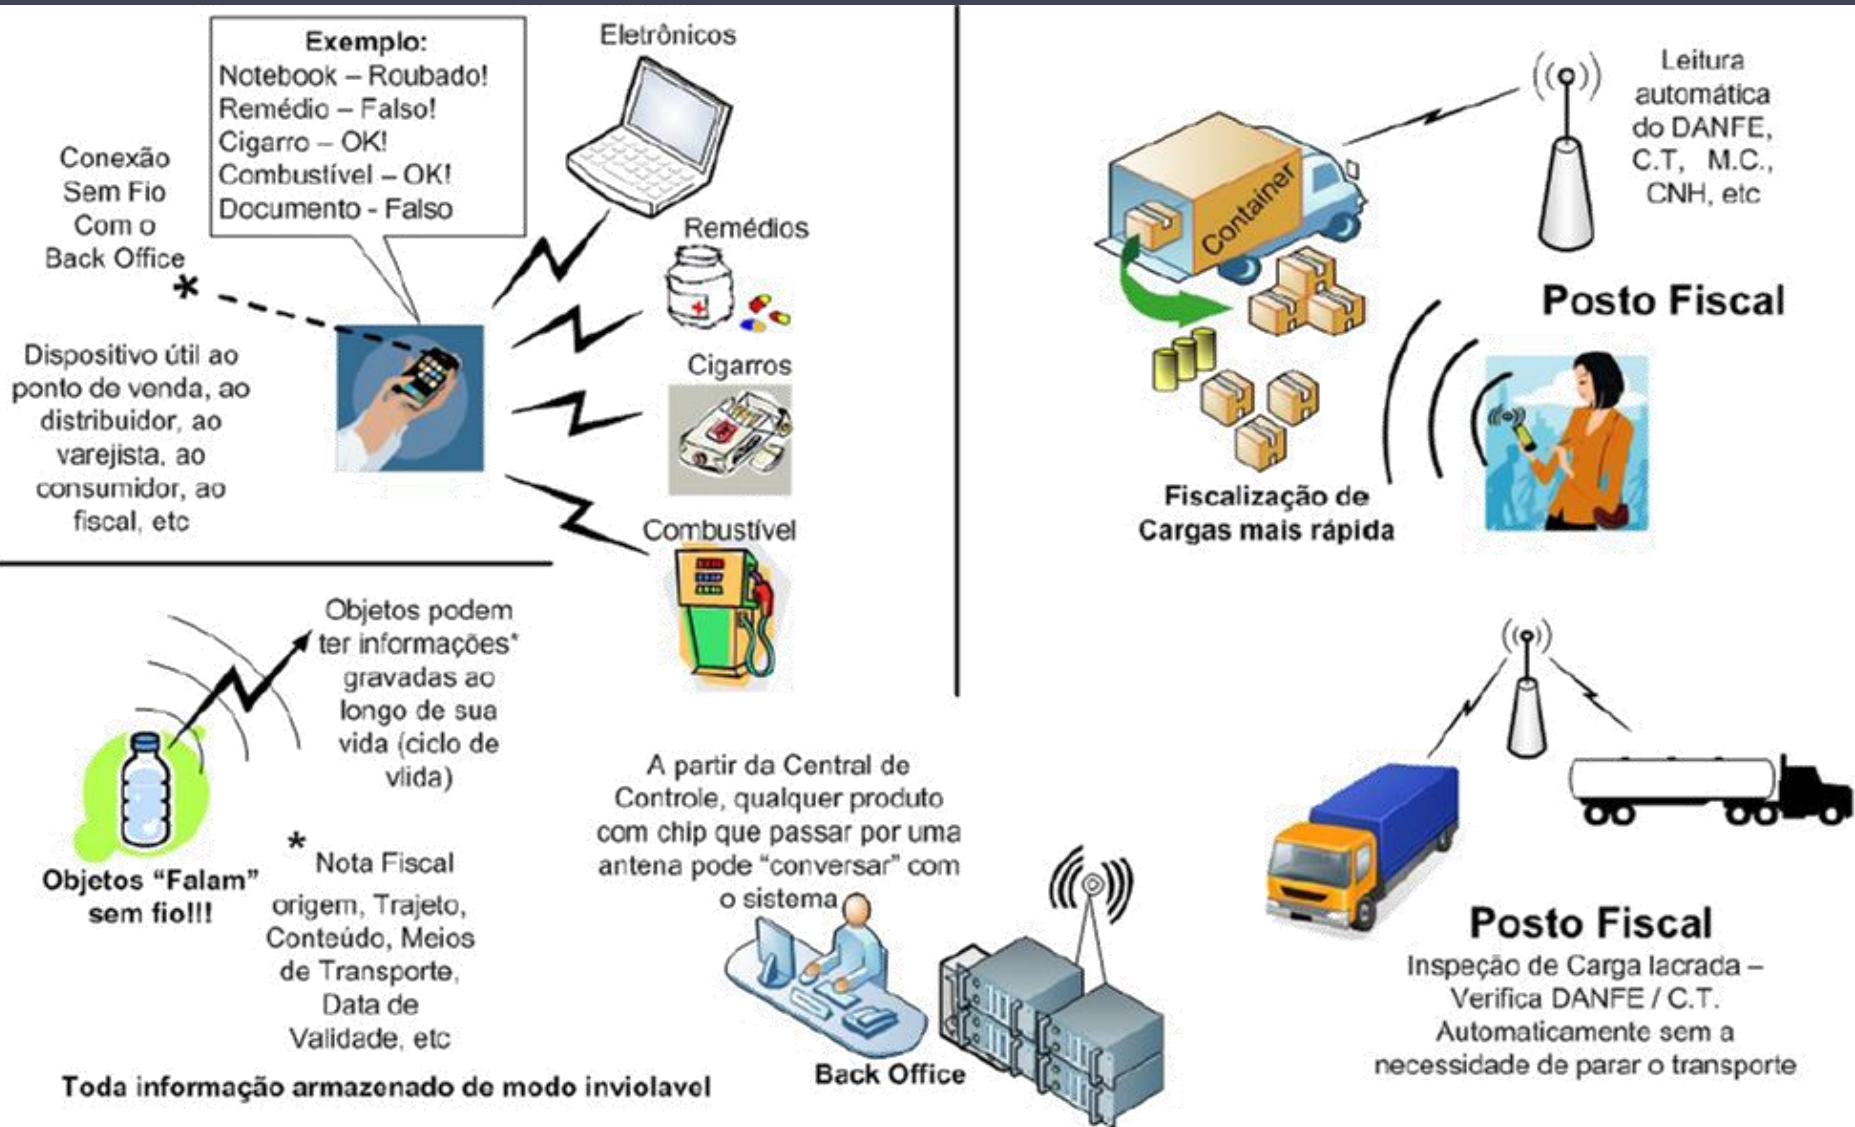 Exemplo:
Notebook – Roubado!
Remédio – Falso!
Cigarro – OK!
Combustível – OK!
Documento - Falso
Conexão
Sem Fio
Com o
Back Office
*
Dispositivo útil ao
ponto de venda, ao
distribuidor, ao
varejista, ao
consumidor, ao
fiscal, etc
Eletrônicos
Remédios
Cigarros
Combustível
Container
Leitura
automática
do DANFE,
C.T, M.C.,
CNH, etc
Posto Fiscal
Fiscalização de
Cargas mais rápida
Objetos podem
ter informações*
gravadas ao
longo de sua
vida (ciclo de
vlida)
Objetos “Falam”
sem fio!!!
*
Nota Fiscal
origem, Trajeto,
Conteúdo, Meios
de Transporte,
Data de
Validade, etc
Toda informação armazenado de modo inviolavel
A partir da Central de
Controle, qualquer produto
com chip que passar por uma
antena pode “conversar” com
o sistema
Back Office
Posto Fiscal
Inspeção de Carga lacrada –
Verifica DANFE / C.T.
Automaticamente sem a
necessidade de parar o transporte